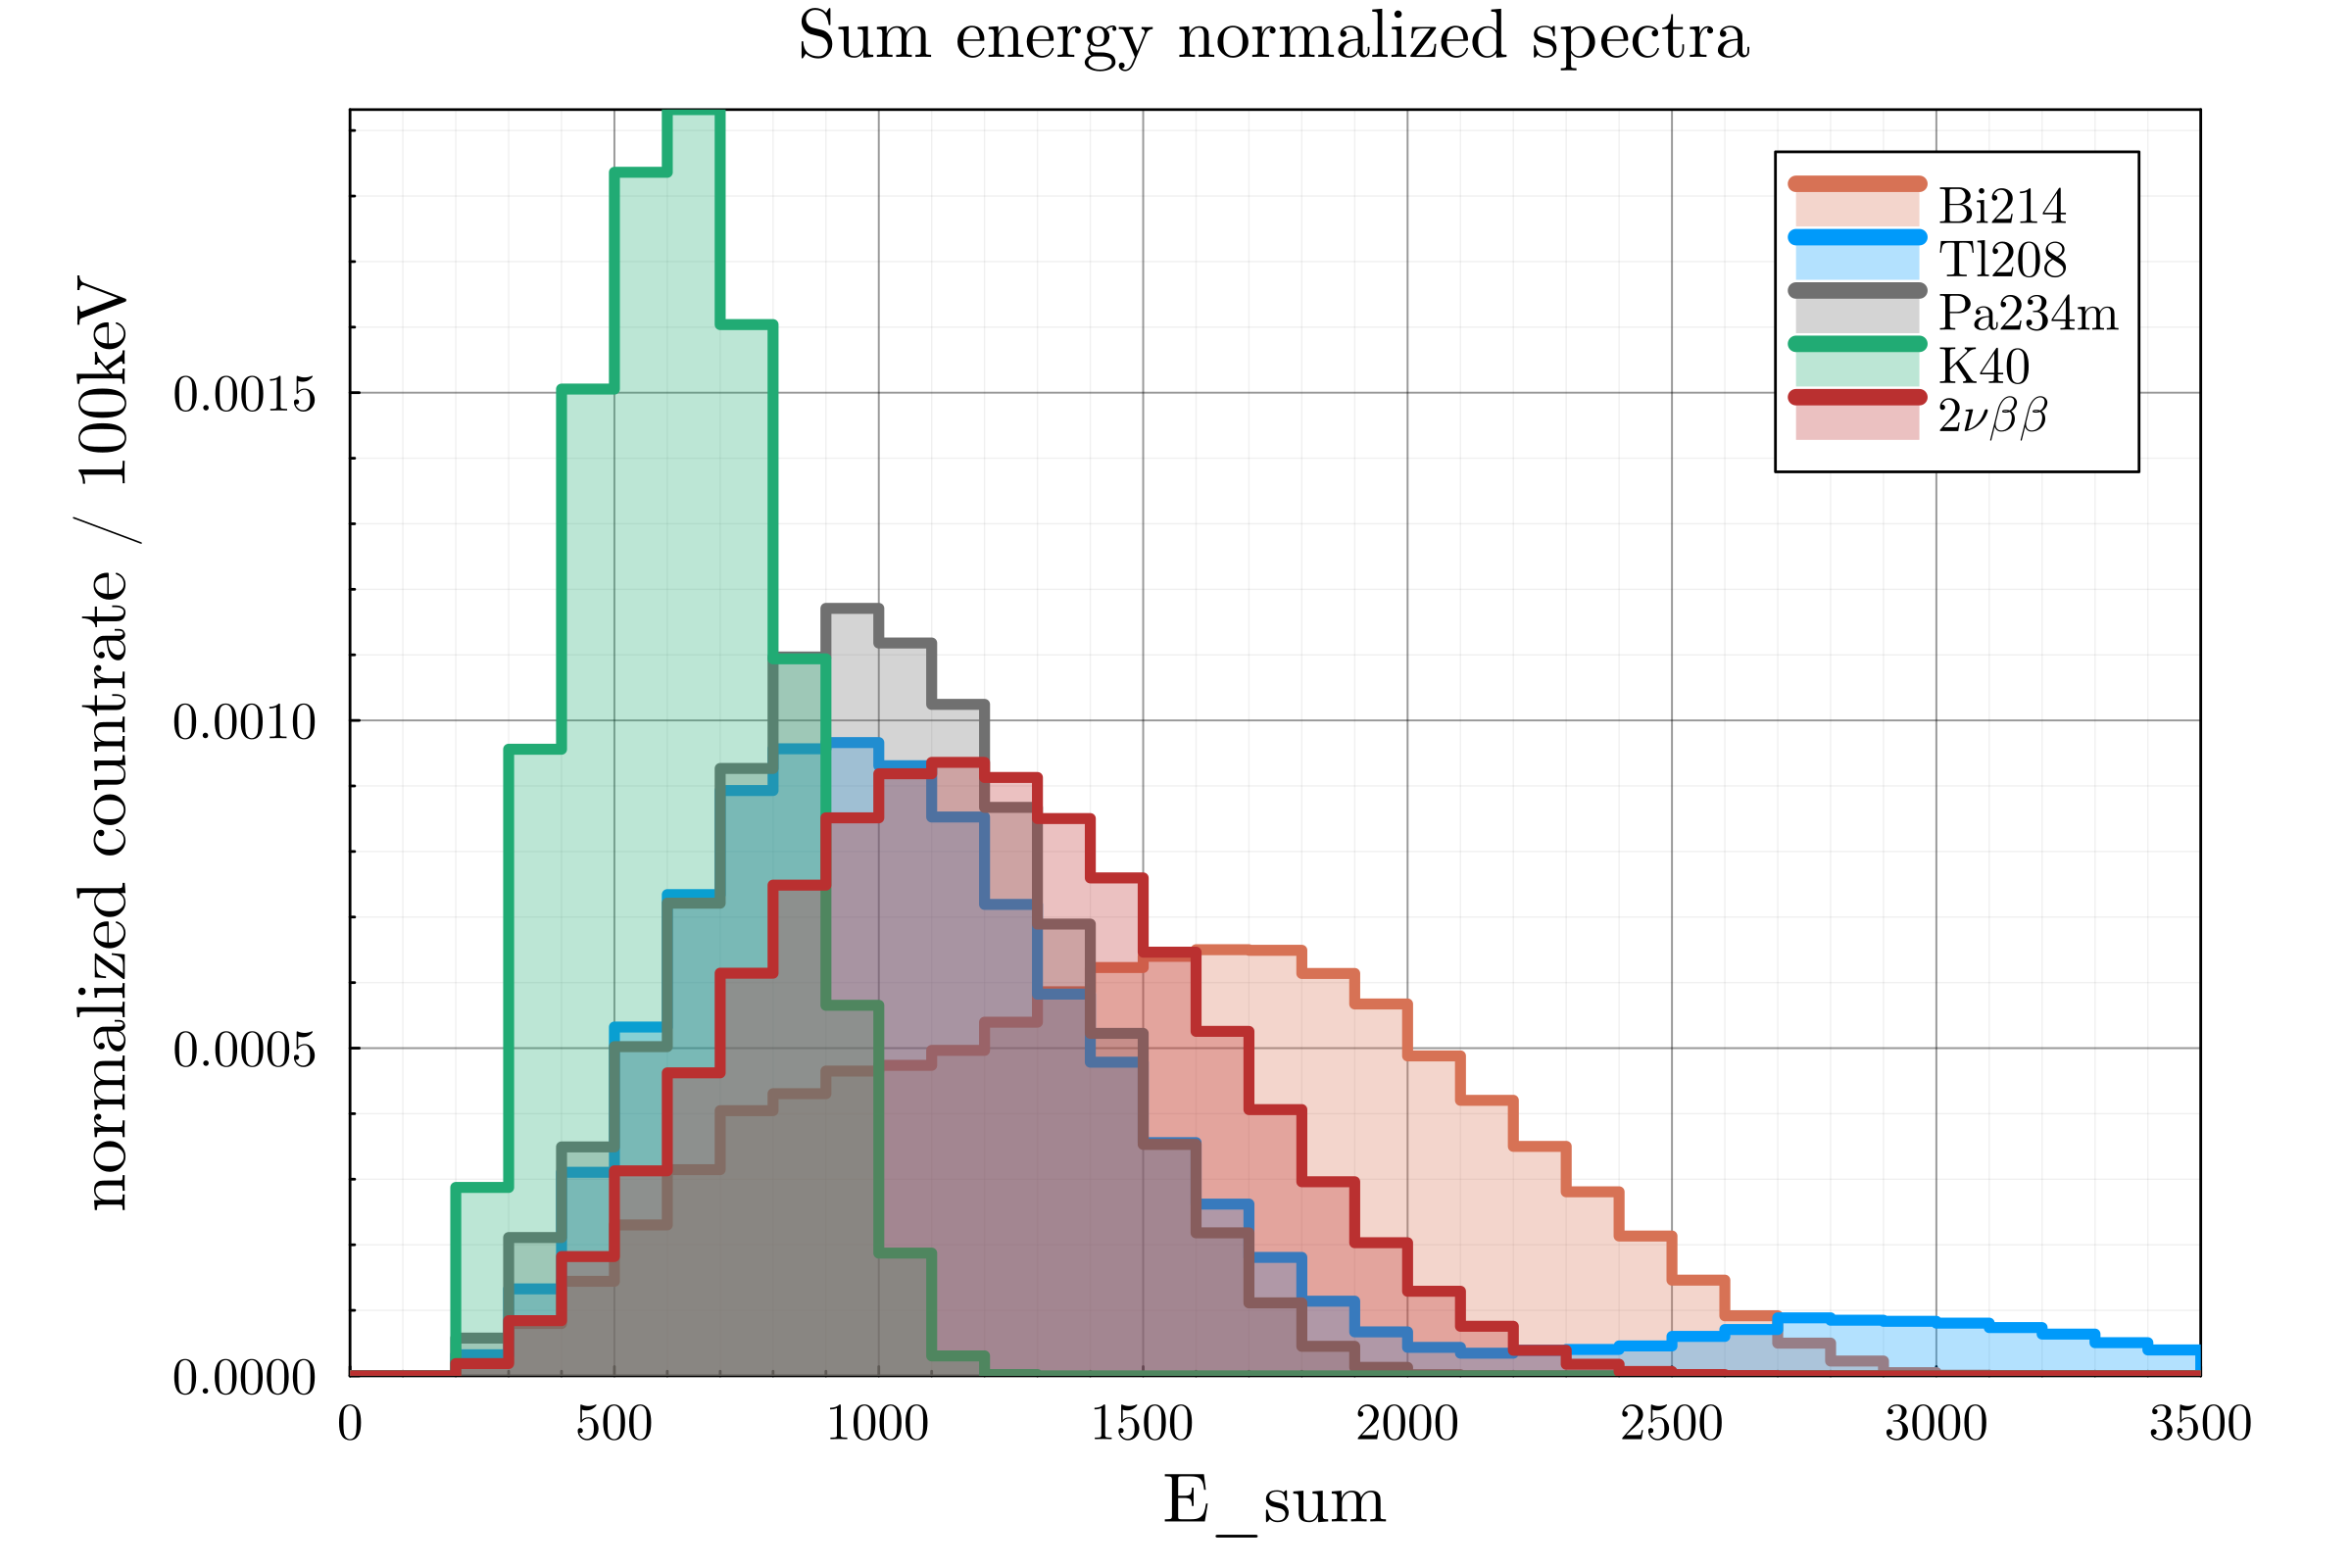 Sum energy normalized spectra
normalized countrate / 100keV
0.0015
0.0010
0.0005
0.0000
Bi214
Tl208
Pa234m
K40
2νββ
0 500 1000 1500 2000 2500 3000 3500
E_sum